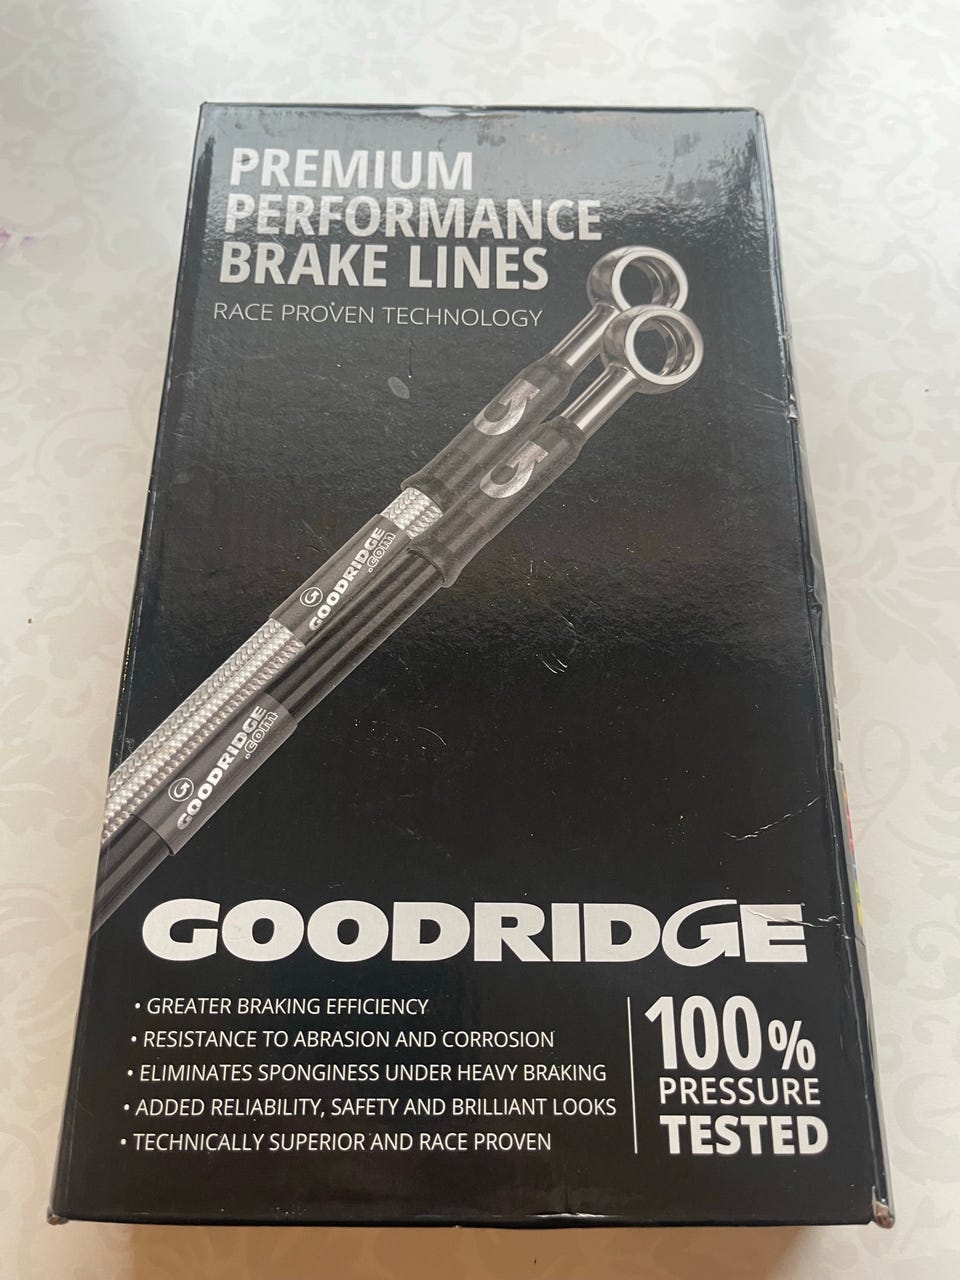 PREMIUM
PERFORMANCE
BRAKE LINES
RACE PROVEN TECHNOLOGY
G
G
GOODRIDGE
.com
G
GOODRIDGE
.com
G
GOODRIDGE
• GREATER BRAKING EFFICIENCY
• RESISTANCE TO ABRASION AND CORROSION
• ELIMINATES SPONGINESS UNDER HEAVY BRAKING
• ADDED RELIABILITY, SAFETY AND BRILLIANT LOOKS
• TECHNICALLY SUPERIOR AND RACE PROVEN
100%
PRESSURE
TESTED